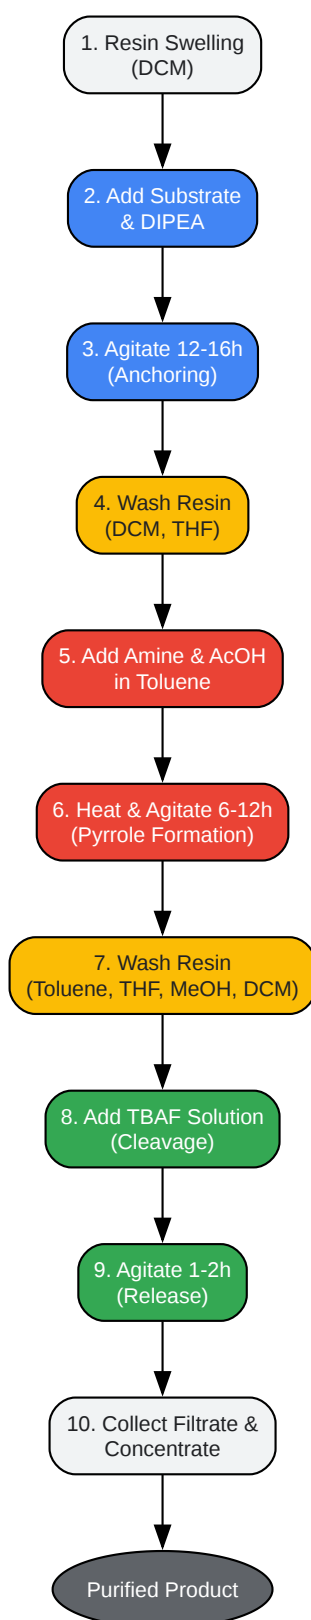 1. Resin Swelling
(DCM)
2. Add Substrate
& DIPEA
3. Agitate 12-16h
(Anchoring)
4. Wash Resin
(DCM, THF)
5. Add Amine & AcOH
in Toluene
6. Heat & Agitate 6-12h
(Pyrrole Formation)
7. Wash Resin
(Toluene, THF, MeOH, DCM)
8. Add TBAF Solution
(Cleavage)
9. Agitate 1-2h
(Release)
10. Collect Filtrate &
Concentrate
Purified Product